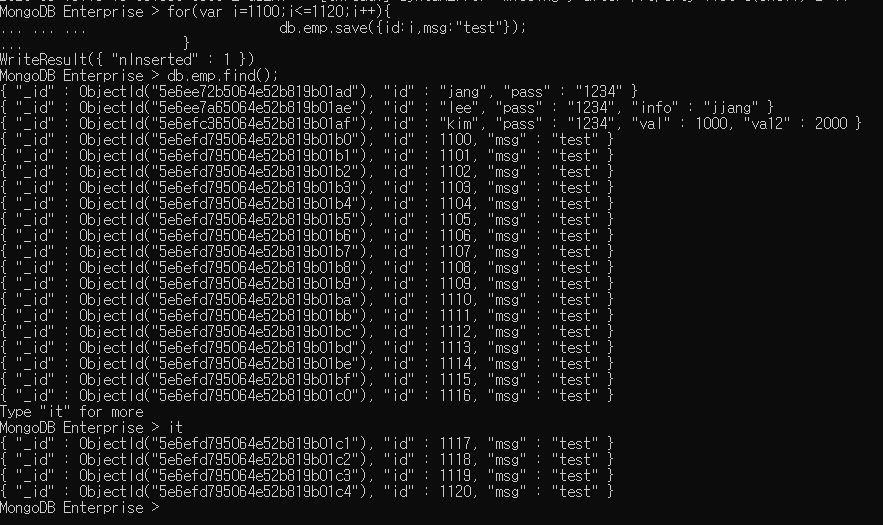 MongoDB Enterprise > for(var i=1100;i<=1120;i++){
... ... ... db.emp.save({id:i,msg:"test"});
... }
WriteResult({ "nInserted" : 1 })
MongoDB Enterprise > db.emp.find();
{ "_id" : ObjectId("5e6ee72b5064e52b819b01ad"), "id" : "jang", "pass" : "1234" }
{ "_id" : ObjectId("5e6ee7a65064e52b819b01ae"), "id" : "lee", "pass" : "1234", "info" : "jjang" }
{ "_id" : ObjectId("5e6efc365064e52b819b01af"), "id" : "kim", "pass" : "1234", "val" : 1000, "val2" : 2000 }
{ "_id" : ObjectId("5e6efd795064e52b819b01b0"), "id" : 1100, "msg" : "test" }
{ "_id" : ObjectId("5e6efd795064e52b819b01b1"), "id" : 1101, "msg" : "test" }
{ "_id" : ObjectId("5e6efd795064e52b819b01b2"), "id" : 1102, "msg" : "test" }
{ "_id" : ObjectId("5e6efd795064e52b819b01b3"), "id" : 1103, "msg" : "test" }
{ "_id" : ObjectId("5e6efd795064e52b819b01b4"), "id" : 1104, "msg" : "test" }
{ "_id" : ObjectId("5e6efd795064e52b819b01b5"), "id" : 1105, "msg" : "test" }
{ "_id" : ObjectId("5e6efd795064e52b819b01b6"), "id" : 1106, "msg" : "test" }
{ "_id" : ObjectId("5e6efd795064e52b819b01b7"), "id" : 1107, "msg" : "test" }
{ "_id" : ObjectId("5e6efd795064e52b819b01b8"), "id" : 1108, "msg" : "test" }
{ "_id" : ObjectId("5e6efd795064e52b819b01b9"), "id" : 1109, "msg" : "test" }
{ "_id" : ObjectId("5e6efd795064e52b819b01ba"), "id" : 1110, "msg" : "test" }
{ "_id" : ObjectId("5e6efd795064e52b819b01bb"), "id" : 1111, "msg" : "test" }
{ "_id" : ObjectId("5e6efd795064e52b819b01bc"), "id" : 1112, "msg" : "test" }
{ "_id" : ObjectId("5e6efd795064e52b819b01bd"), "id" : 1113, "msg" : "test" }
{ "_id" : ObjectId("5e6efd795064e52b819b01be"), "id" : 1114, "msg" : "test" }
{ "_id" : ObjectId("5e6efd795064e52b819b01bf"), "id" : 1115, "msg" : "test" }
{ "_id" : ObjectId("5e6efd795064e52b819b01c0"), "id" : 1116, "msg" : "test" }
Type "it" for more
MongoDB Enterprise > it
{ "_id" : ObjectId("5e6efd795064e52b819b01c1"), "id" : 1117, "msg" : "test" }
{ "_id" : ObjectId("5e6efd795064e52b819b01c2"), "id" : 1118, "msg" : "test" }
{ "_id" : ObjectId("5e6efd795064e52b819b01c3"), "id" : 1119, "msg" : "test" }
{ "_id" : ObjectId("5e6efd795064e52b819b01c4"), "id" : 1120, "msg" : "test" }
MongoDB Enterprise >